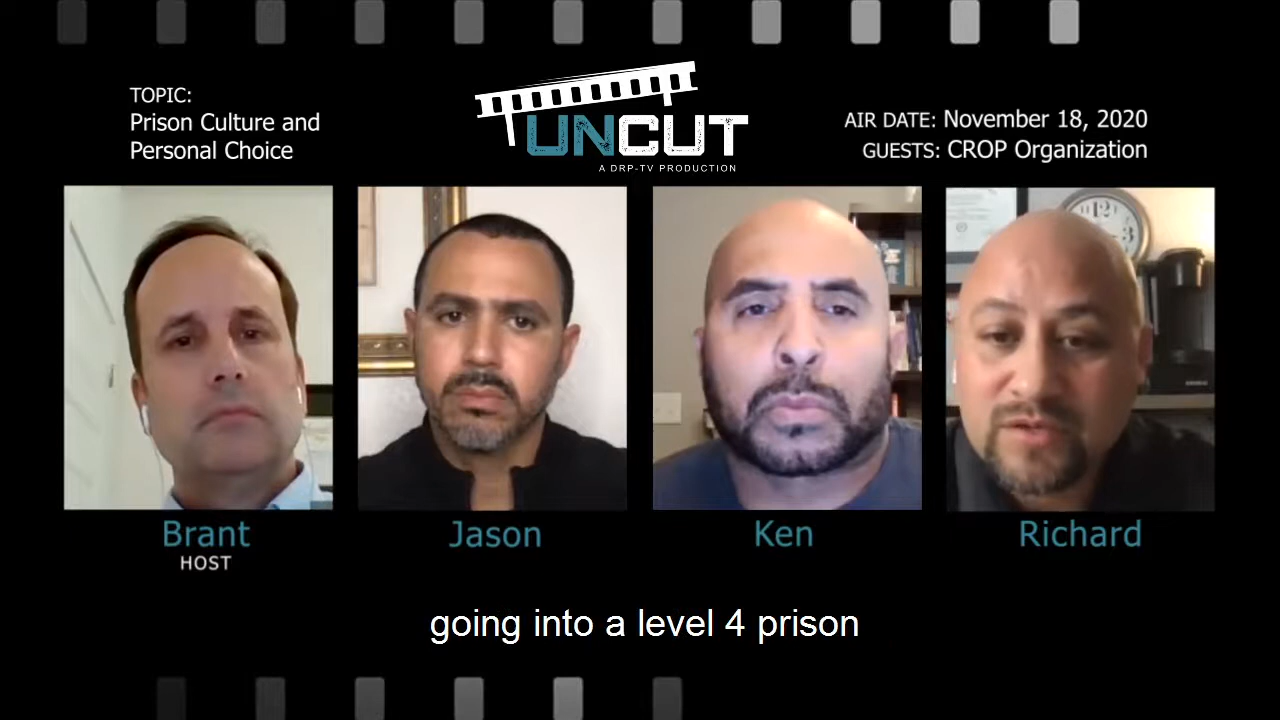 TOPIC:
Prison Culture and
Personal Choice
UNCUT
A DRP-TV PRODUCTION
AIR DATE: November 18, 2020
GUESTS: CROP Organization
Brant
HOST
Jason
Ken
Richard
going into a level 4 prison